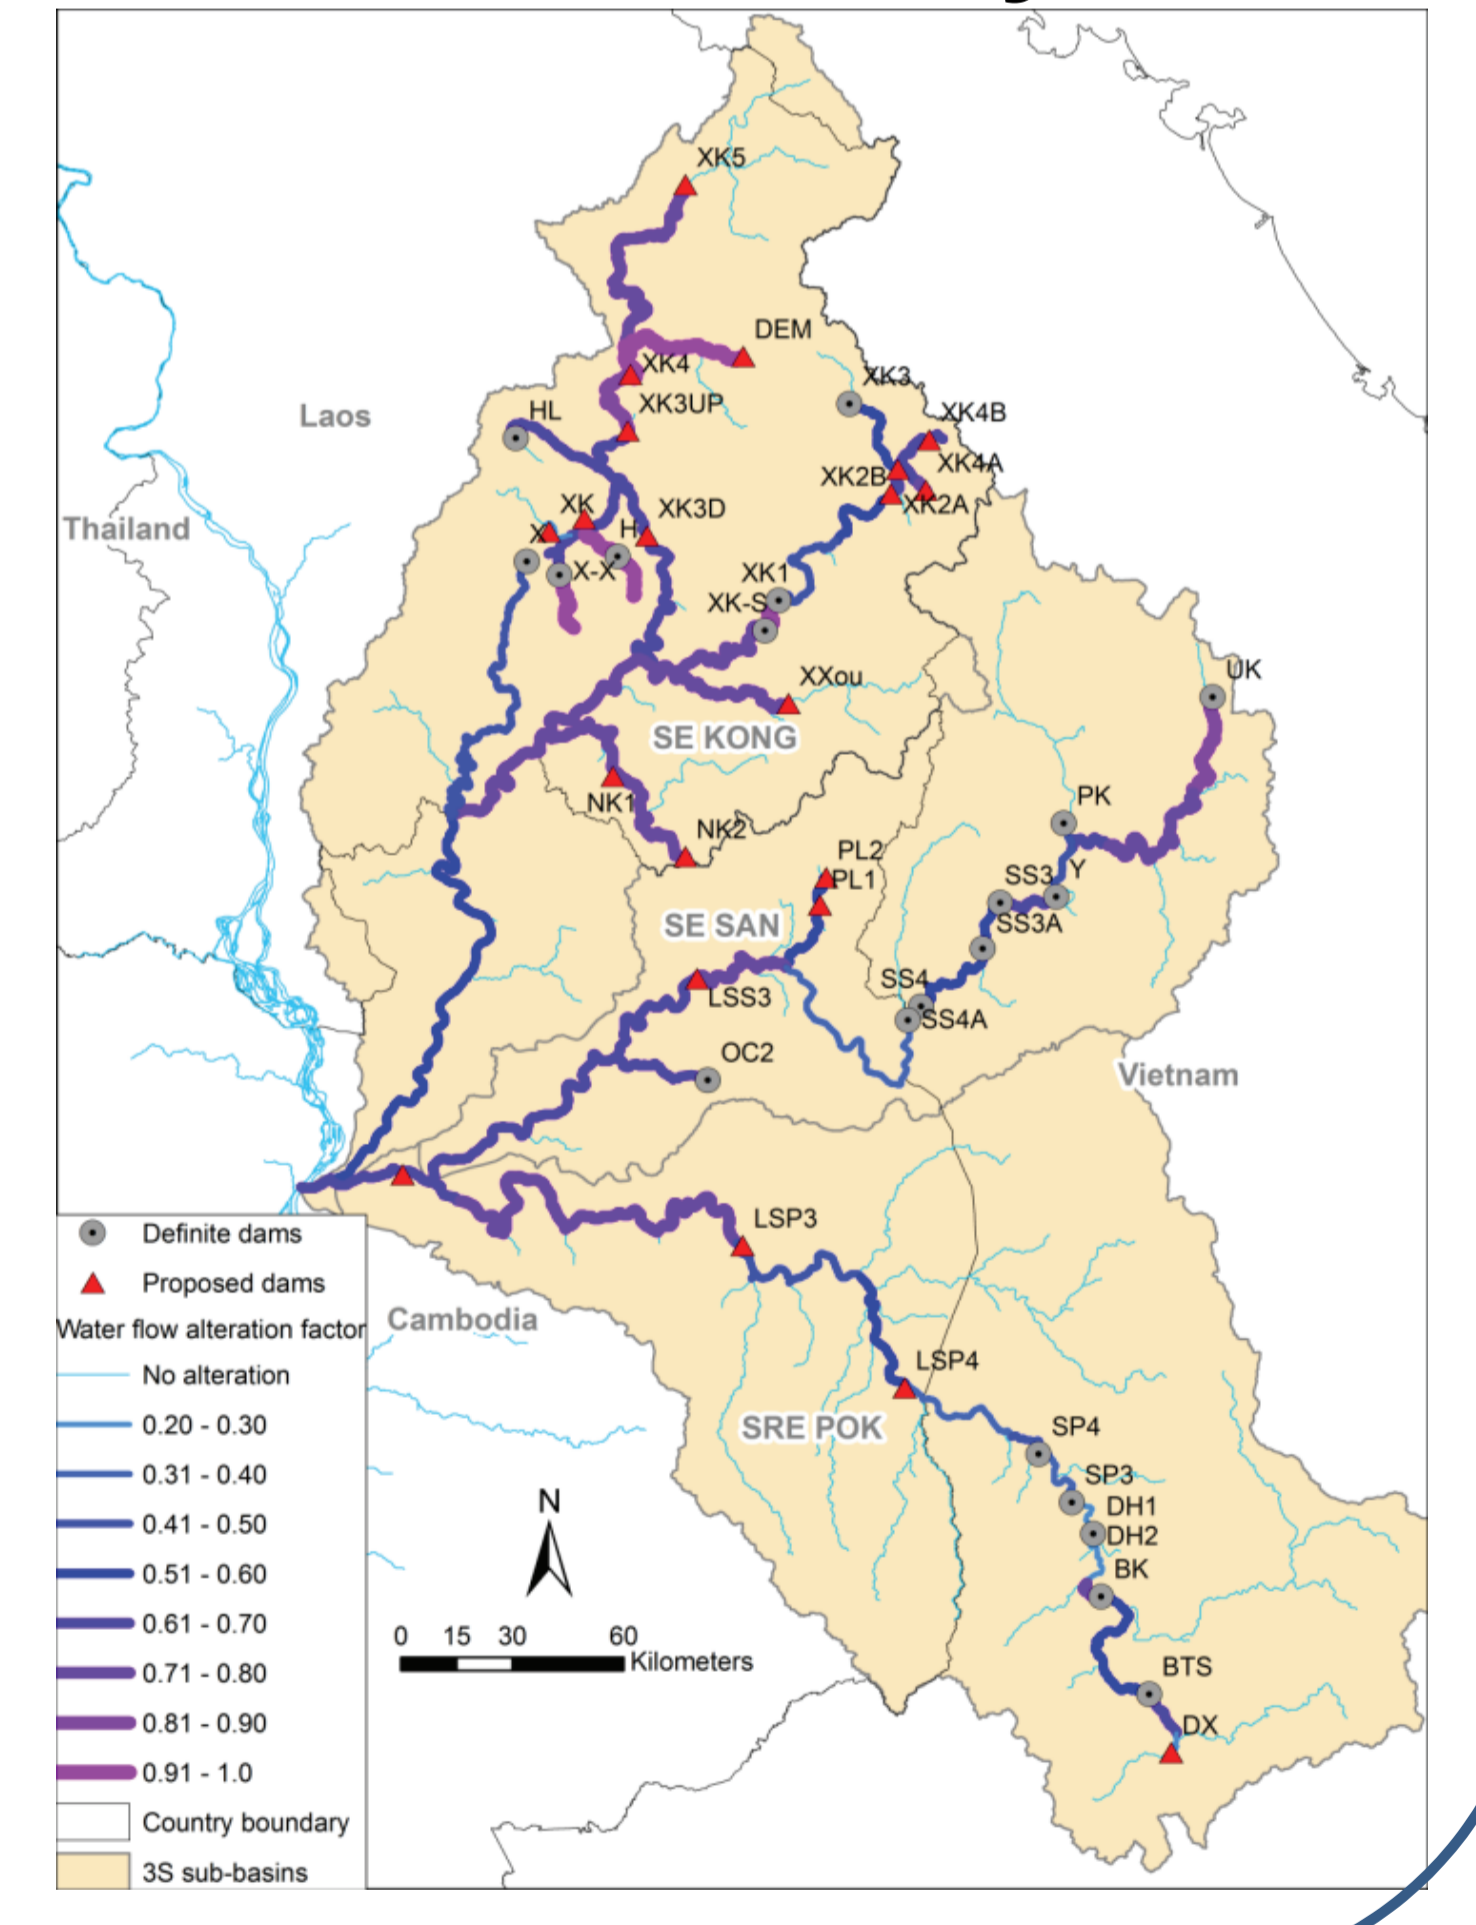 XK5
DEM
XK4
XK3
XK3UP
HL
XK4B
Laos
XK4A
XK2B
XK2A
XK
XK3D
Thailand
X
H
X-X
XK1
XK-S
XXou
UK
SE KONG
PK
NK1
NK2
PL2
Y
SS3
PL1
SS3A
SE SAN
SS4
LSS3
SS4A
OC2
Vietnam
LSP3
Definite dams
Proposed dams
Cambodia
Water flow alteration factor
LSP4
No alteration
SRE POK
0.20 - 0.30
SP4
0.31 - 0.40
SP3
N
DH1
0.41 - 0.50
DH2
0.51 - 0.60
BK
0.61 - 0.70
0 15 30 60
Kilometers
0.71 - 0.80
BTS
0.81 - 0.90
DX
0.91 - 1.0
Country boundary
3S sub-basins